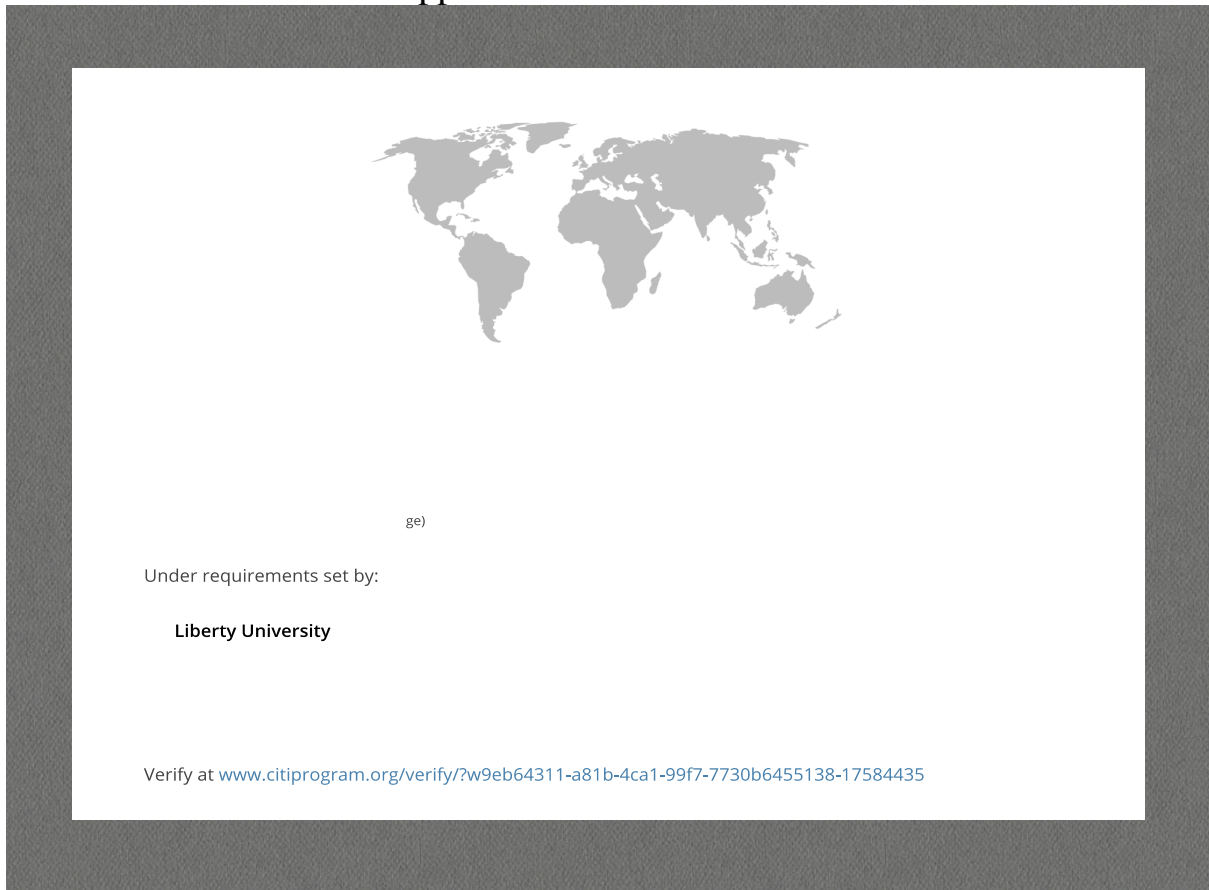 ge)
Under requirements set by:
Liberty University
Verify at www.citiprogram.org/verify/?w9eb64311-a81b-4ca1-99f7-7730b6455138-17584435